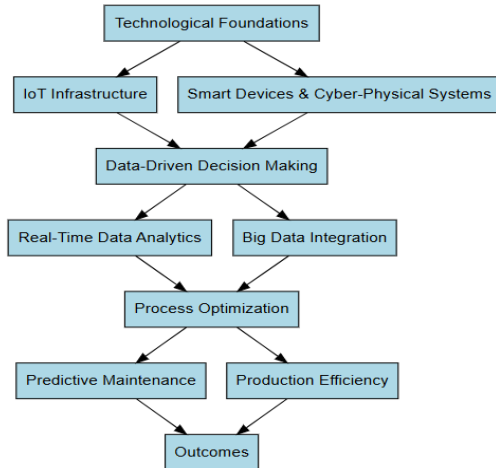 Technological Foundations
IoT Infrastructure
Smart Devices & Cyber-Physical Systems
Data-Driven Decision Making
Real-Time Data Analytics
Big Data Integration
Process Optimization
Predictive Maintenance
Production Efficiency
Outcomes